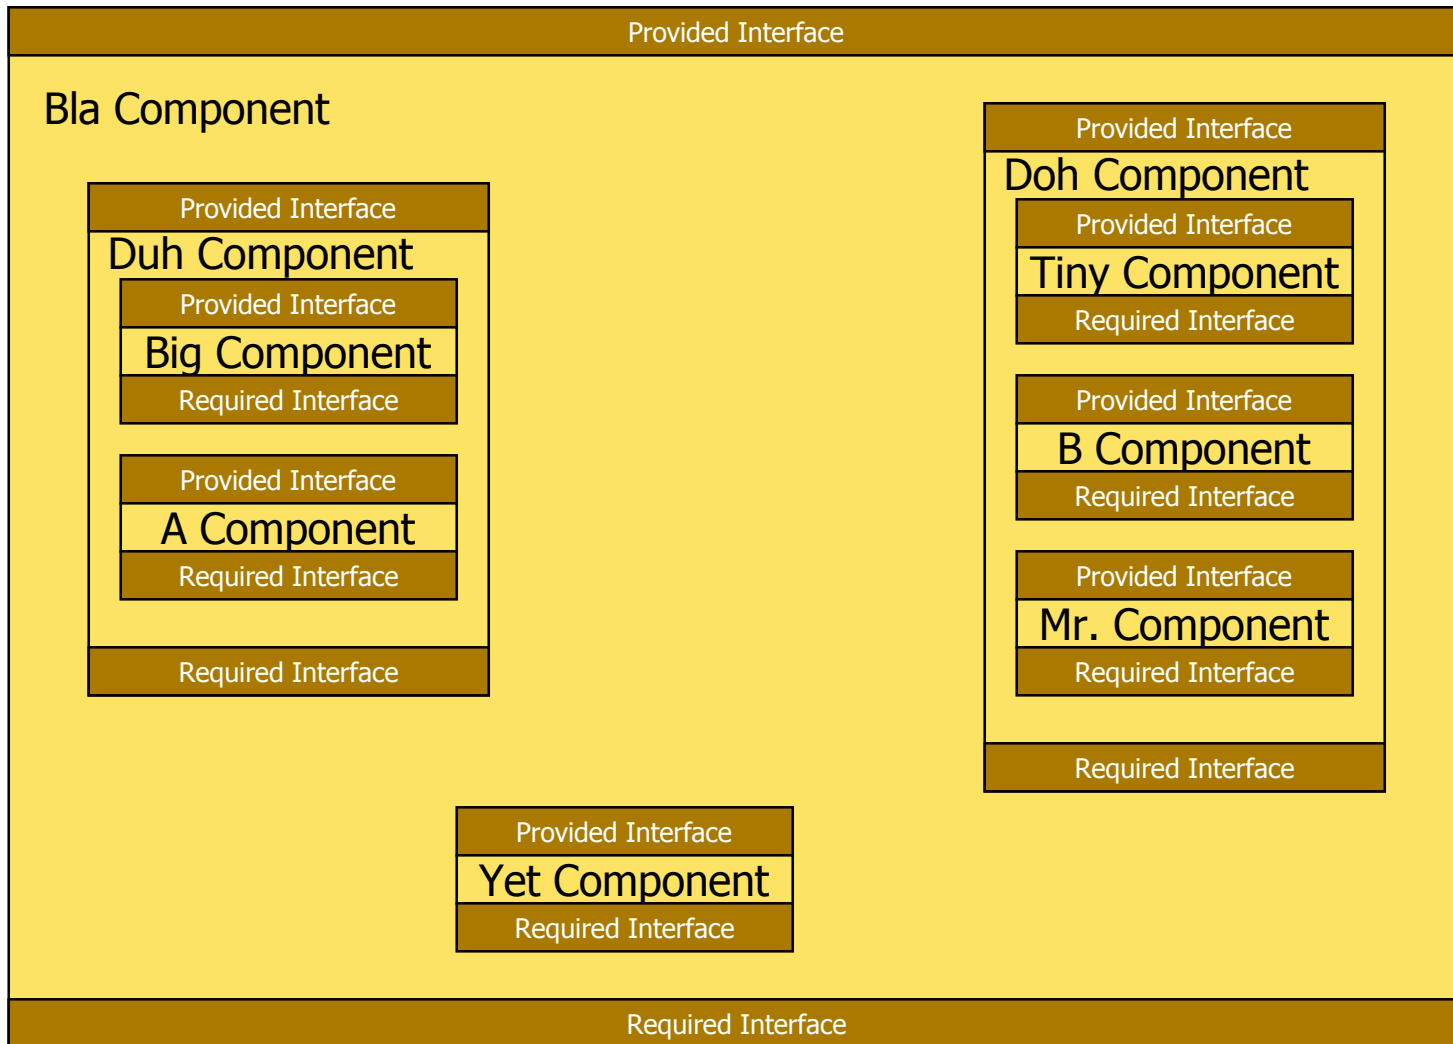 Provided Interface
Bla Component
Provided Interface
Duh Component
Provided Interface
Big Component
Required Interface
Provided Interface
A Component
Required Interface
Required Interface
Provided Interface
Doh Component
Provided Interface
Tiny Component
Required Interface
Provided Interface
B Component
Required Interface
Provided Interface
Mr. Component
Required Interface
Required Interface
Provided Interface
Yet Component
Required Interface
Required Interface